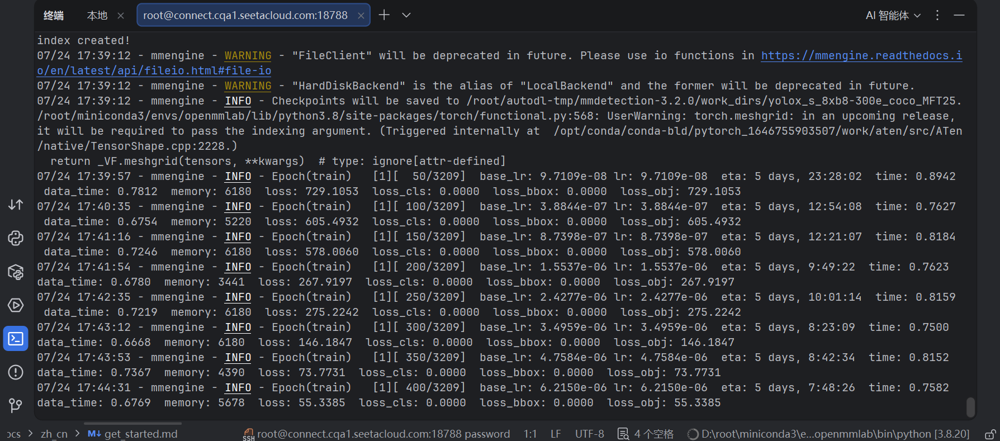 终端 本地 × root@connect.cqa1.seetacloud.com:18788 × + AI 智能体
index created!
07/24 17:39:12 - mmengine - WARNING - "FileClient" will be deprecated in future. Please use io functions in https://mmengine.readthedocs.i
o/en/latest/api/fileio.html#file-io
07/24 17:39:12 - mmengine - WARNING - "HardDiskBackend" is the alias of "LocalBackend" and the former will be deprecated in future.
07/24 17:39:12 - mmengine - INFO - Checkpoints will be saved to /root/autodl-tmp/mmdetection-3.2.0/work_dirs/yolox_s_8xb8-300e_coco_MFT25.
/root/miniconda3/envs/openmmlab/lib/python3.8/site-packages/torch/functional.py:568: UserWarning: torch.meshgrid: in an upcoming release,
it will be required to pass the indexing argument. (Triggered internally at  /opt/conda/conda-bld/pytorch_1646755903507/work/aten/src/ATen
/native/TensorShape.cpp:2228.)
  return _VF.meshgrid(tensors, **kwargs)  # type: ignore[attr-defined]
07/24 17:39:57 - mmengine - INFO - Epoch(train)   [1][  50/3209]  base_lr: 9.7109e-08 lr: 9.7109e-08  eta: 5 days, 23:28:02  time: 0.8942
 data_time: 0.7812  memory: 6180  loss: 729.1053  loss_cls: 0.0000  loss_bbox: 0.0000  loss_obj: 729.1053
07/24 17:40:35 - mmengine - INFO - Epoch(train)   [1][ 100/3209]  base_lr: 3.8844e-07 lr: 3.8844e-07  eta: 5 days, 12:54:08  time: 0.7627
 data_time: 0.6754  memory: 5220  loss: 605.4932  loss_cls: 0.0000  loss_bbox: 0.0000  loss_obj: 605.4932
07/24 17:41:16 - mmengine - INFO - Epoch(train)   [1][ 150/3209]  base_lr: 8.7398e-07 lr: 8.7398e-07  eta: 5 days, 12:21:07  time: 0.8184
 data_time: 0.7246  memory: 6180  loss: 578.0060  loss_cls: 0.0000  loss_bbox: 0.0000  loss_obj: 578.0060
07/24 17:41:54 - mmengine - INFO - Epoch(train)   [1][ 200/3209]  base_lr: 1.5537e-06 lr: 1.5537e-06  eta: 5 days, 9:49:22  time: 0.7623
data_time: 0.6780  memory: 3441  loss: 267.9197  loss_cls: 0.0000  loss_bbox: 0.0000  loss_obj: 267.9197
07/24 17:42:35 - mmengine - INFO - Epoch(train)   [1][ 250/3209]  base_lr: 2.4277e-06 lr: 2.4277e-06  eta: 5 days, 10:01:14  time: 0.8159
 data_time: 0.7219  memory: 6180  loss: 275.2242  loss_cls: 0.0000  loss_bbox: 0.0000  loss_obj: 275.2242
07/24 17:43:12 - mmengine - INFO - Epoch(train)   [1][ 300/3209]  base_lr: 3.4959e-06 lr: 3.4959e-06  eta: 5 days, 8:23:09  time: 0.7500
data_time: 0.6668  memory: 6180  loss: 146.1847  loss_cls: 0.0000  loss_bbox: 0.0000  loss_obj: 146.1847
07/24 17:43:53 - mmengine - INFO - Epoch(train)   [1][ 350/3209]  base_lr: 4.7584e-06 lr: 4.7584e-06  eta: 5 days, 8:42:34  time: 0.8152
data_time: 0.7367  memory: 4390  loss: 73.7731  loss_cls: 0.0000  loss_bbox: 0.0000  loss_obj: 73.7731
07/24 17:44:31 - mmengine - INFO - Epoch(train)   [1][ 400/3209]  base_lr: 6.2150e-06 lr: 6.2150e-06  eta: 5 days, 7:48:26  time: 0.7582
data_time: 0.6769  memory: 5678  loss: 55.3385  loss_cls: 0.0000  loss_bbox: 0.0000  loss_obj: 55.3385
ocs > zh_cn > M↓ get_started.md SSH root@connect.cqa1.seetacloud.com:18788 password 1:1 LF UTF-8 4 个空格 D:\root\miniconda3\e...openmmlab\bin\python [3.8.20]